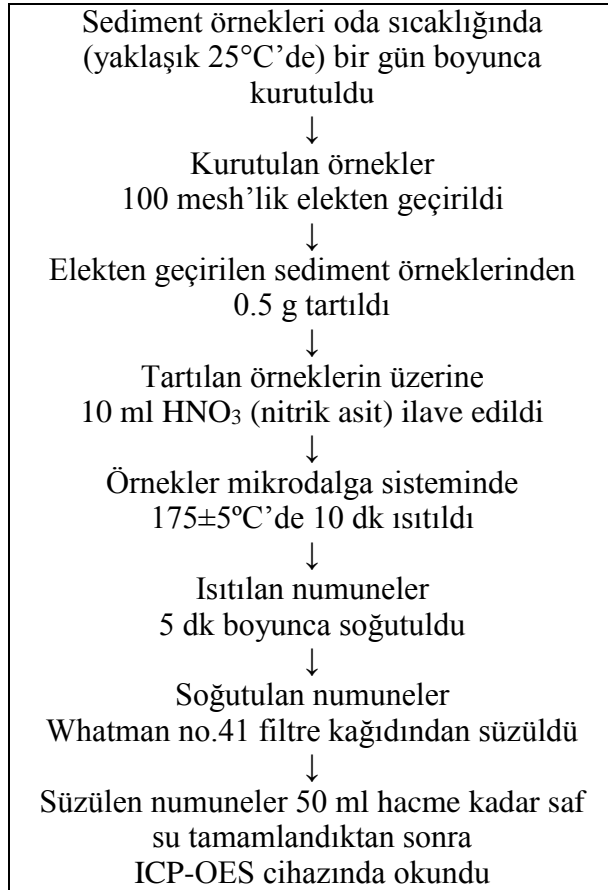 Sediment örnekleri oda sıcaklığında
(yaklaşık 25°C’de) bir gün boyunca
kurutuldu
↓
Kurutulan örnekler
100 mesh’lik elekten geçirildi
↓
Elekten geçirilen sediment örneklerinden
0.5 g tartıldı
↓
Tartılan örneklerin üzerine
10 ml HNO₃ (nitrik asit) ilave edildi
↓
Örnekler mikrodalga sisteminde
175±5ºC’de 10 dk ısıtıldı
↓
Isıtılan numuneler
5 dk boyunca soğutuldu
↓
Soğutulan numuneler
Whatman no.41 filtre kağıdından süzüldü
↓
Süzülen numuneler 50 ml hacme kadar saf
su tamamlandıktan sonra
ICP-OES cihazında okundu